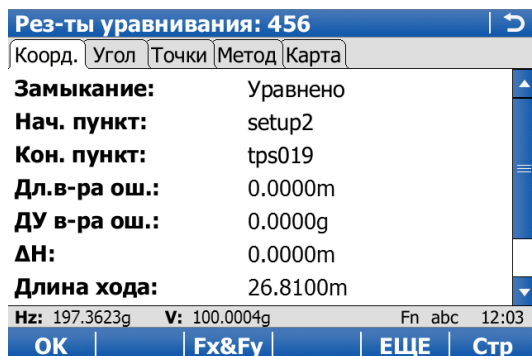 Рез-ты уравнивания: 456
Коорд. Угол Точки Метод Карта
Замыкание: Уравнено
Нач. пункт: setup2
Кон. пункт: tps019
Дл.в-ра ош.: 0.0000m
ДУ в-ра ош.: 0.0000g
ΔН: 0.0000m
Длина хода: 26.8100m
Hz: 197.3623g V: 100.0004g Fn abc 12:03
OK Fx&Fy ЕЩЕ Стр